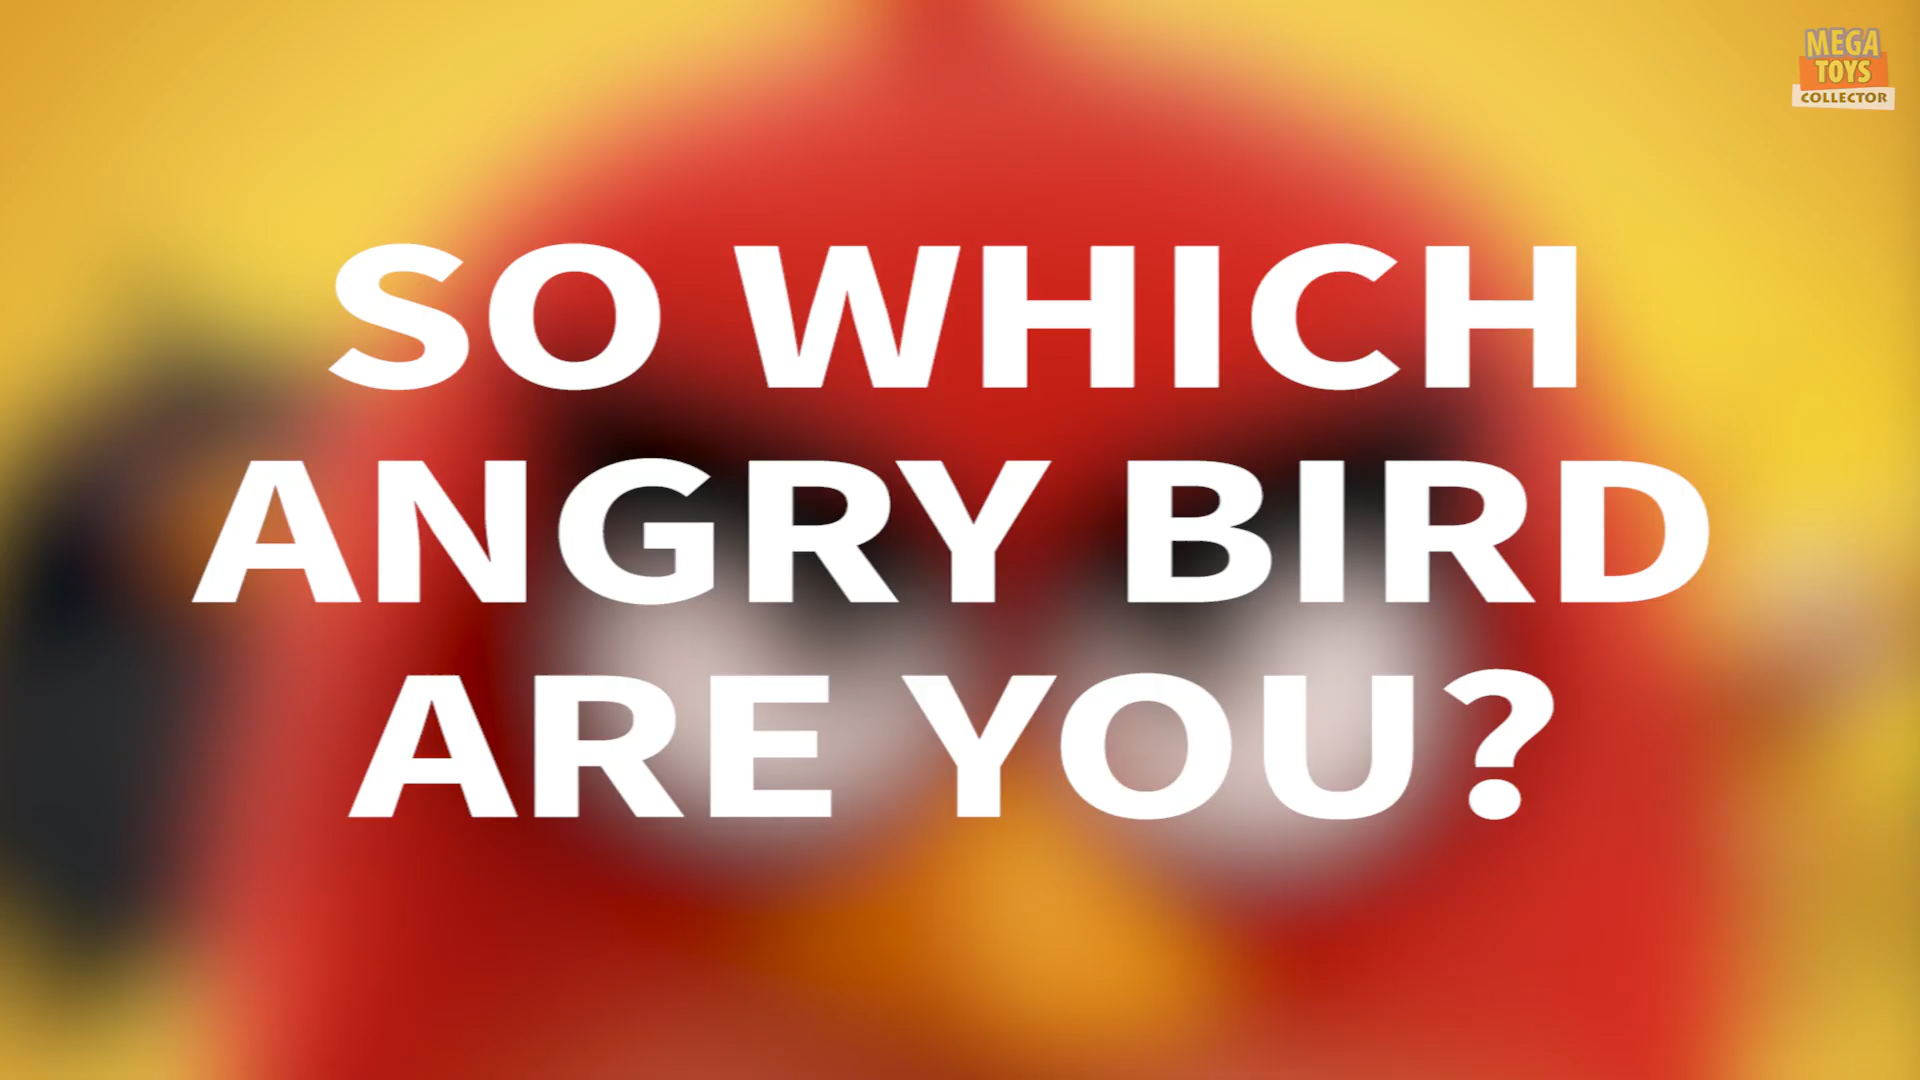 MEGA
TOYS
COLLECTOR
SO WHICH
ANGRY BIRD
ARE YOU?